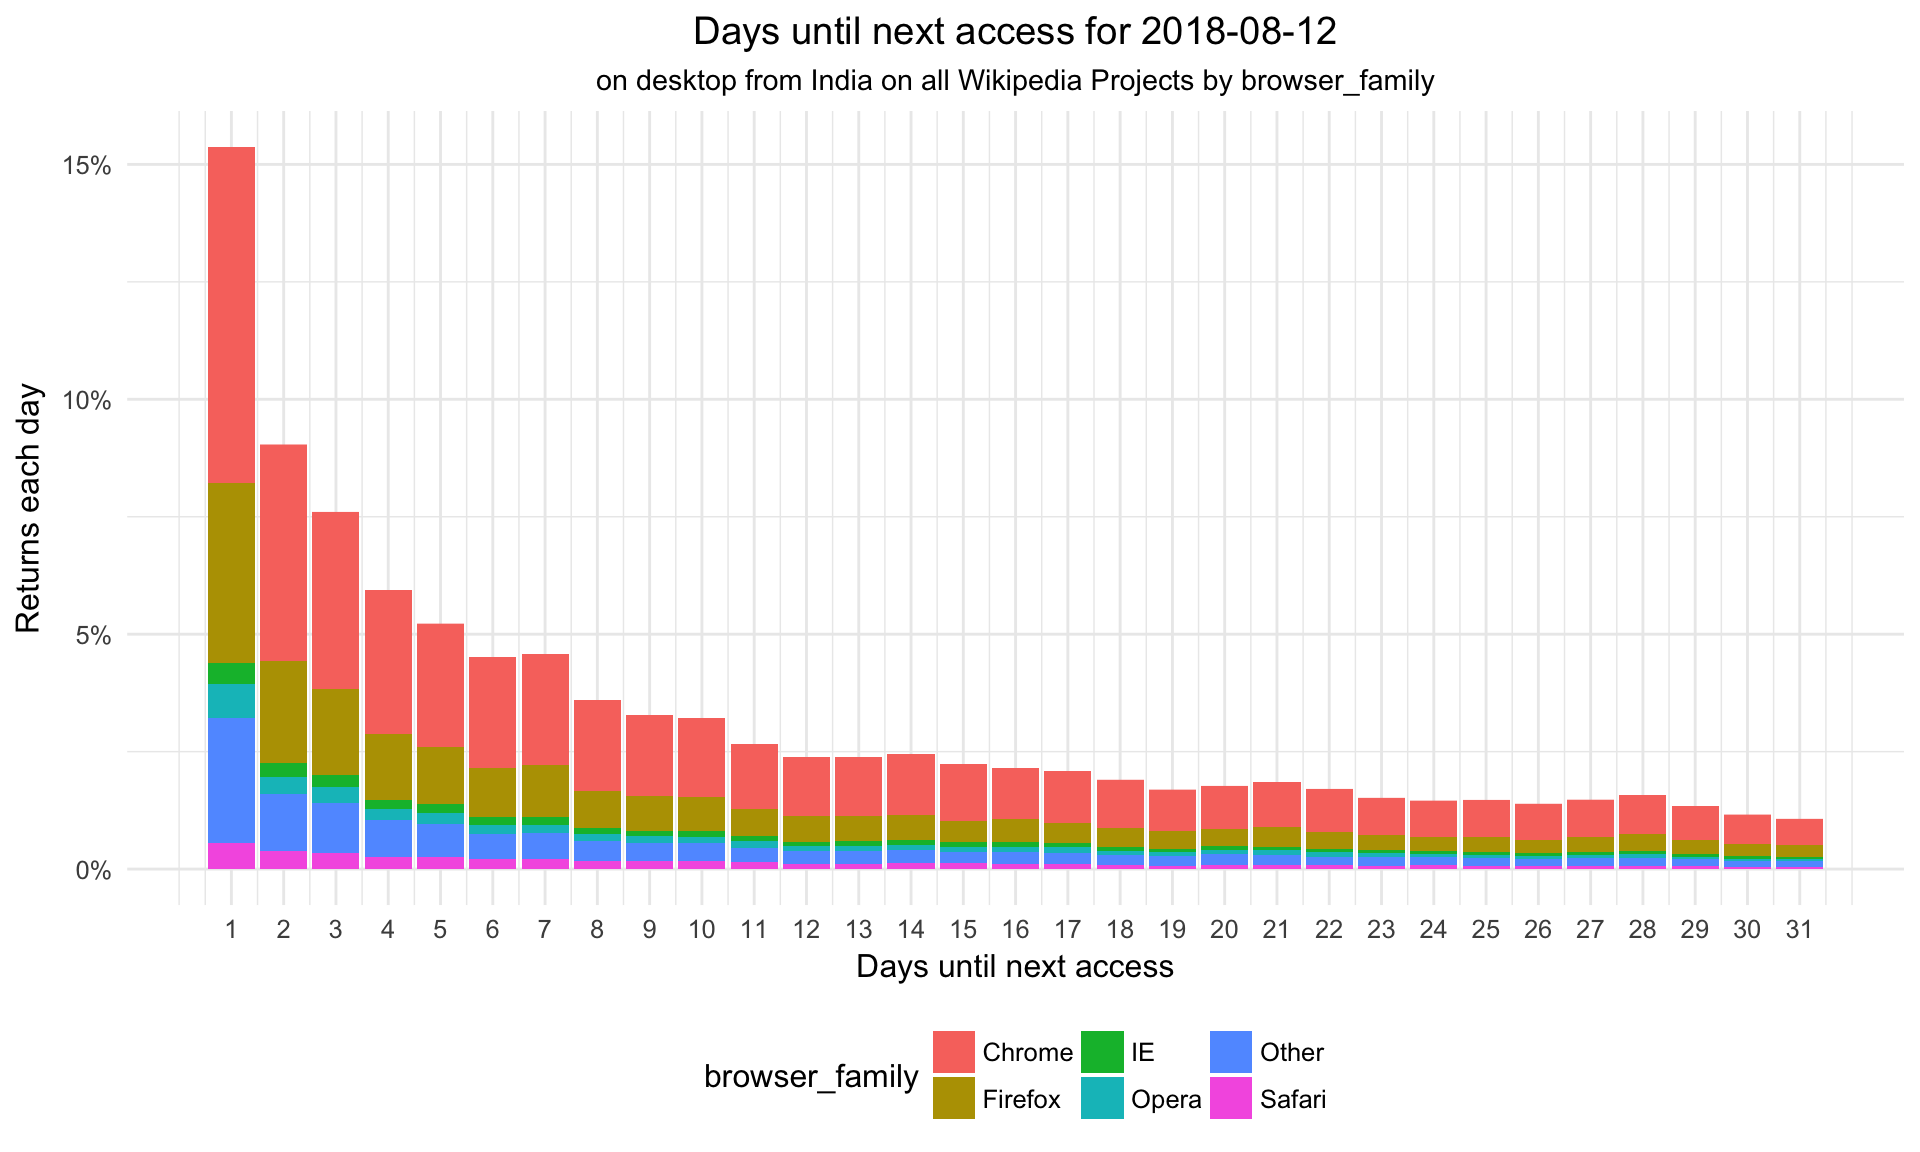 Days until next access for 2018-08-12
on desktop from India on all Wikipedia Projects by browser_family
Returns each day
15%
10%
5%
0%
1 2 3 4 5 6 7 8 9 10 11 12 13 14 15 16 17 18 19 20 21 22 23 24 25 26 27 28 29 30 31
Days until next access
browser_family
Chrome IE Other
Firefox Opera Safari